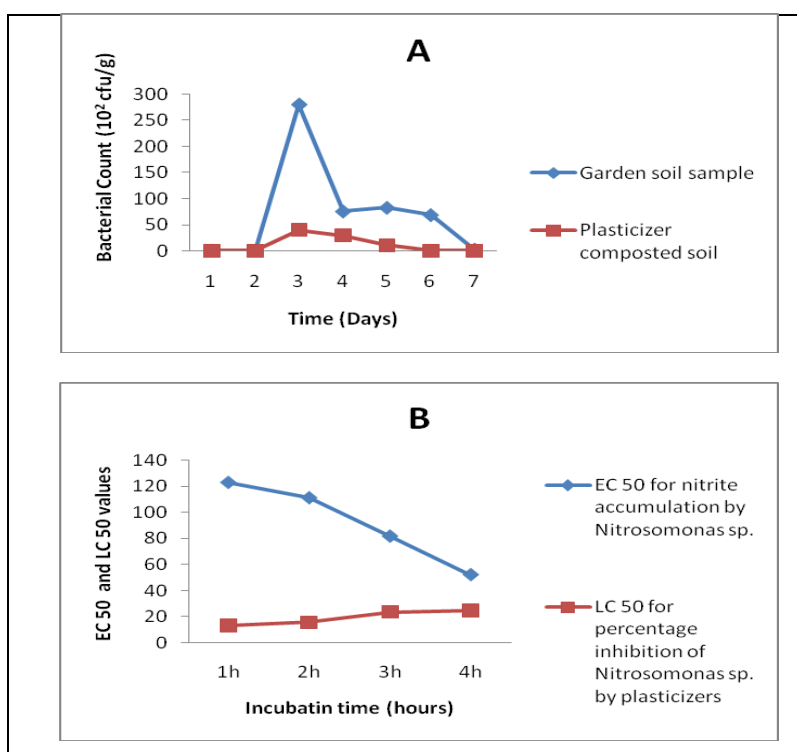 A
Bacterial Count (10² cfu/g)
300
250
200
150
100
50
0
1 2 3 4 5 6 7
Time (Days)
Garden soil sample
Plasticizer
composted soil
B
EC 50 and LC 50 values
140
120
100
80
60
40
20
0
1h 2h 3h 4h
Incubatin time (hours)
EC 50 for nitrite
accumulation by
Nitrosomonas sp.
LC 50 for
percentage
inhibition of
Nitrosomonas sp.
by plasticizers